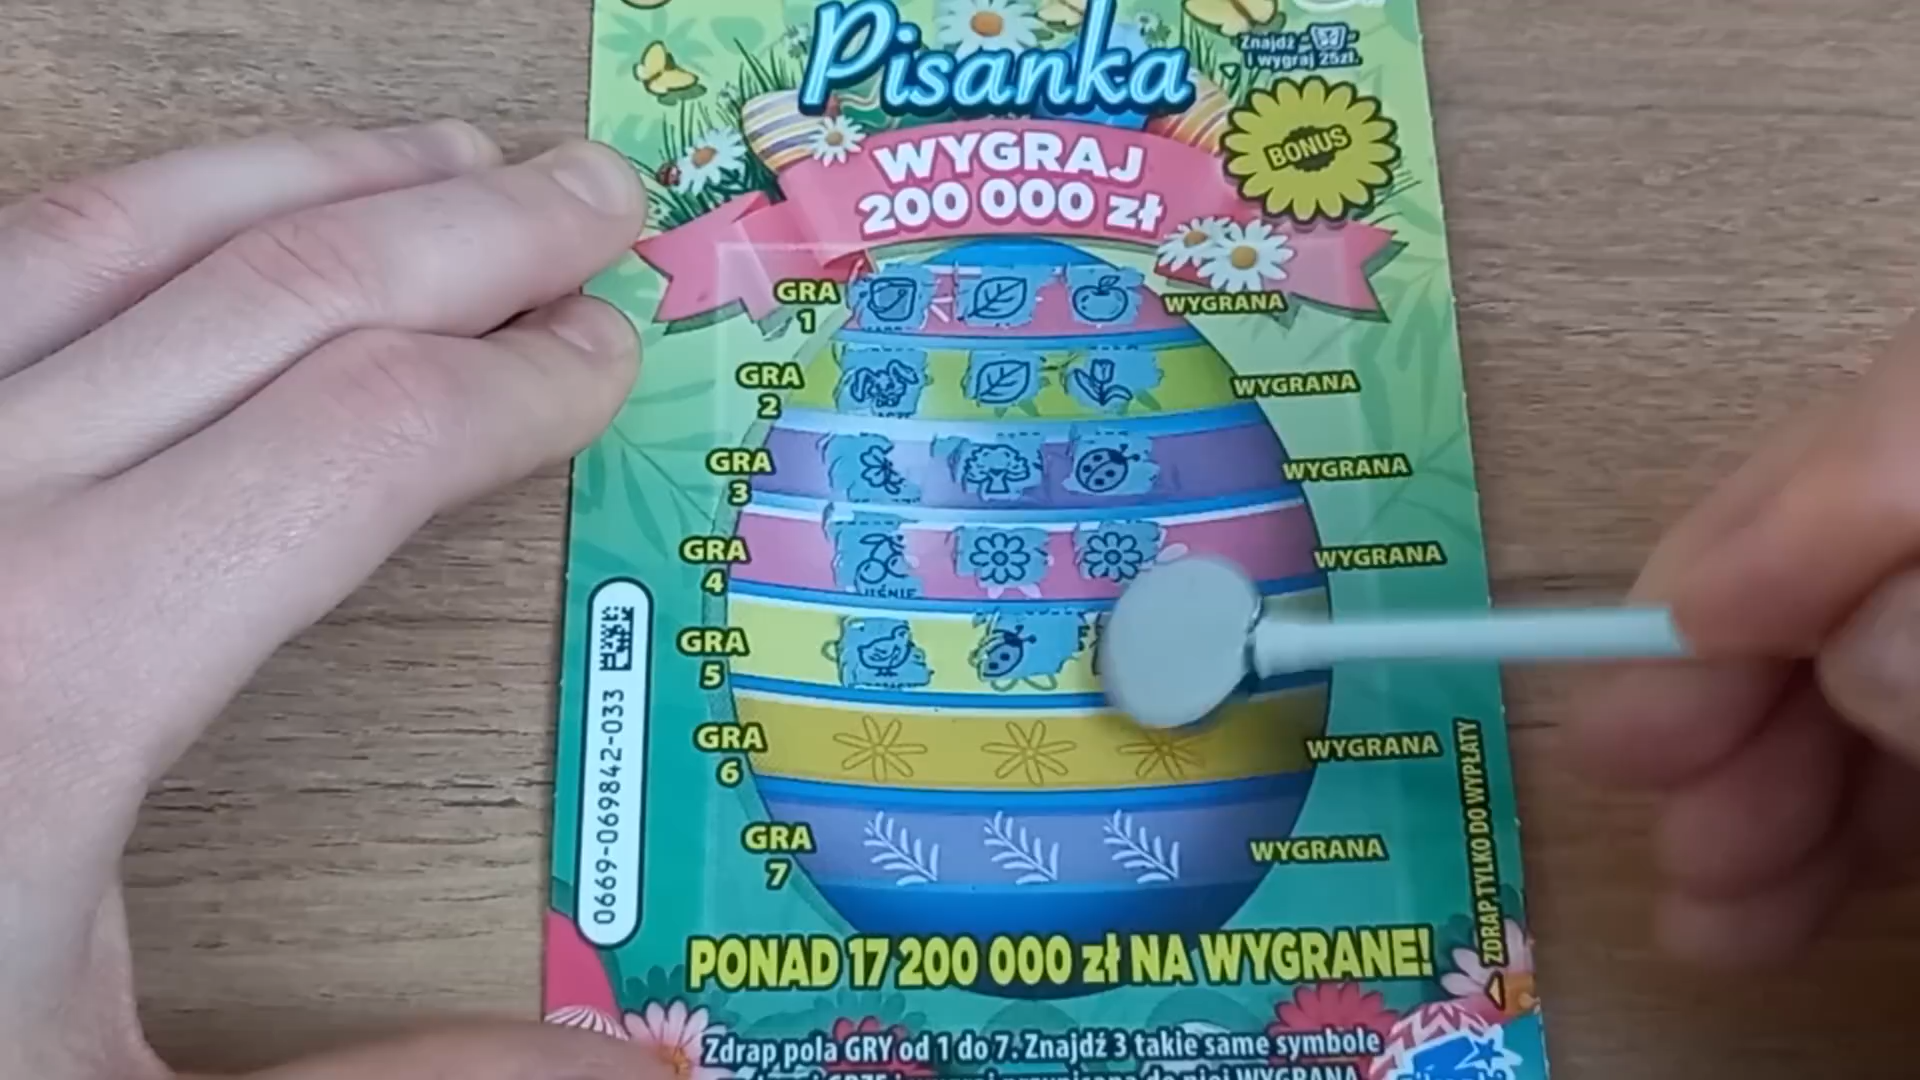 Pisanka
Znajdź „
i wygraj 25zł.
BONUS
WYGRAJ
200 000 zł
GRA
1
WYGRANA
GRA
2
WYGRANA
GRA
3
WYGRANA
GRA
4
WYGRANA
GRA
5
GRA
6
WYGRANA
GRA
7
WYGRANA
0669-069842-033
ZDRAP TYLKO DO WYPŁATY
PONAD 17 200 000 zł NA WYGRANE!
Zdrap pola GRY od 1 do 7. Znajdź 3 takie same symbole